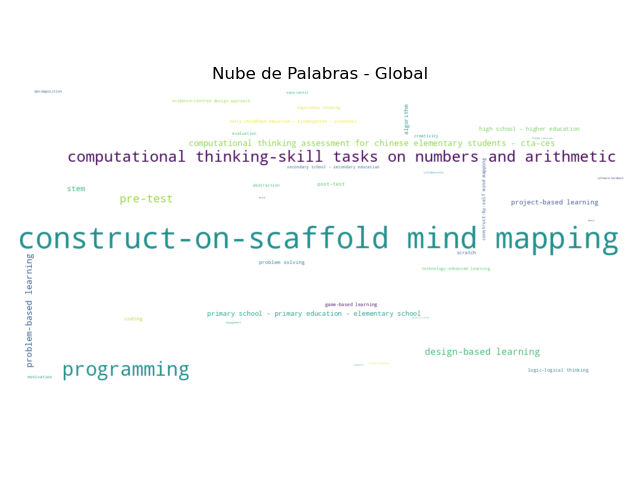 Nube de Palabras - Global
decomposition
evidence-centred design approach
algorithm
early childhood education - kindergarten - preschool
high school - higher education
evaluation
creativity
computational thinking assessment for chinese elementary students - cta-ces
computational thinking-skill tasks on numbers and arithmetic
secondary school - secondary education
construct-by-self mind mapping
stem
abstraction
post-test
pre-test
project-based learning
construct-on-scaffold mind mapping
scratch
problem-based learning
problem solving
technology-enhanced learning
game-based learning
primary school - primary education - elementary school
coding
design-based learning
programming
logic-logical thinking
motivation